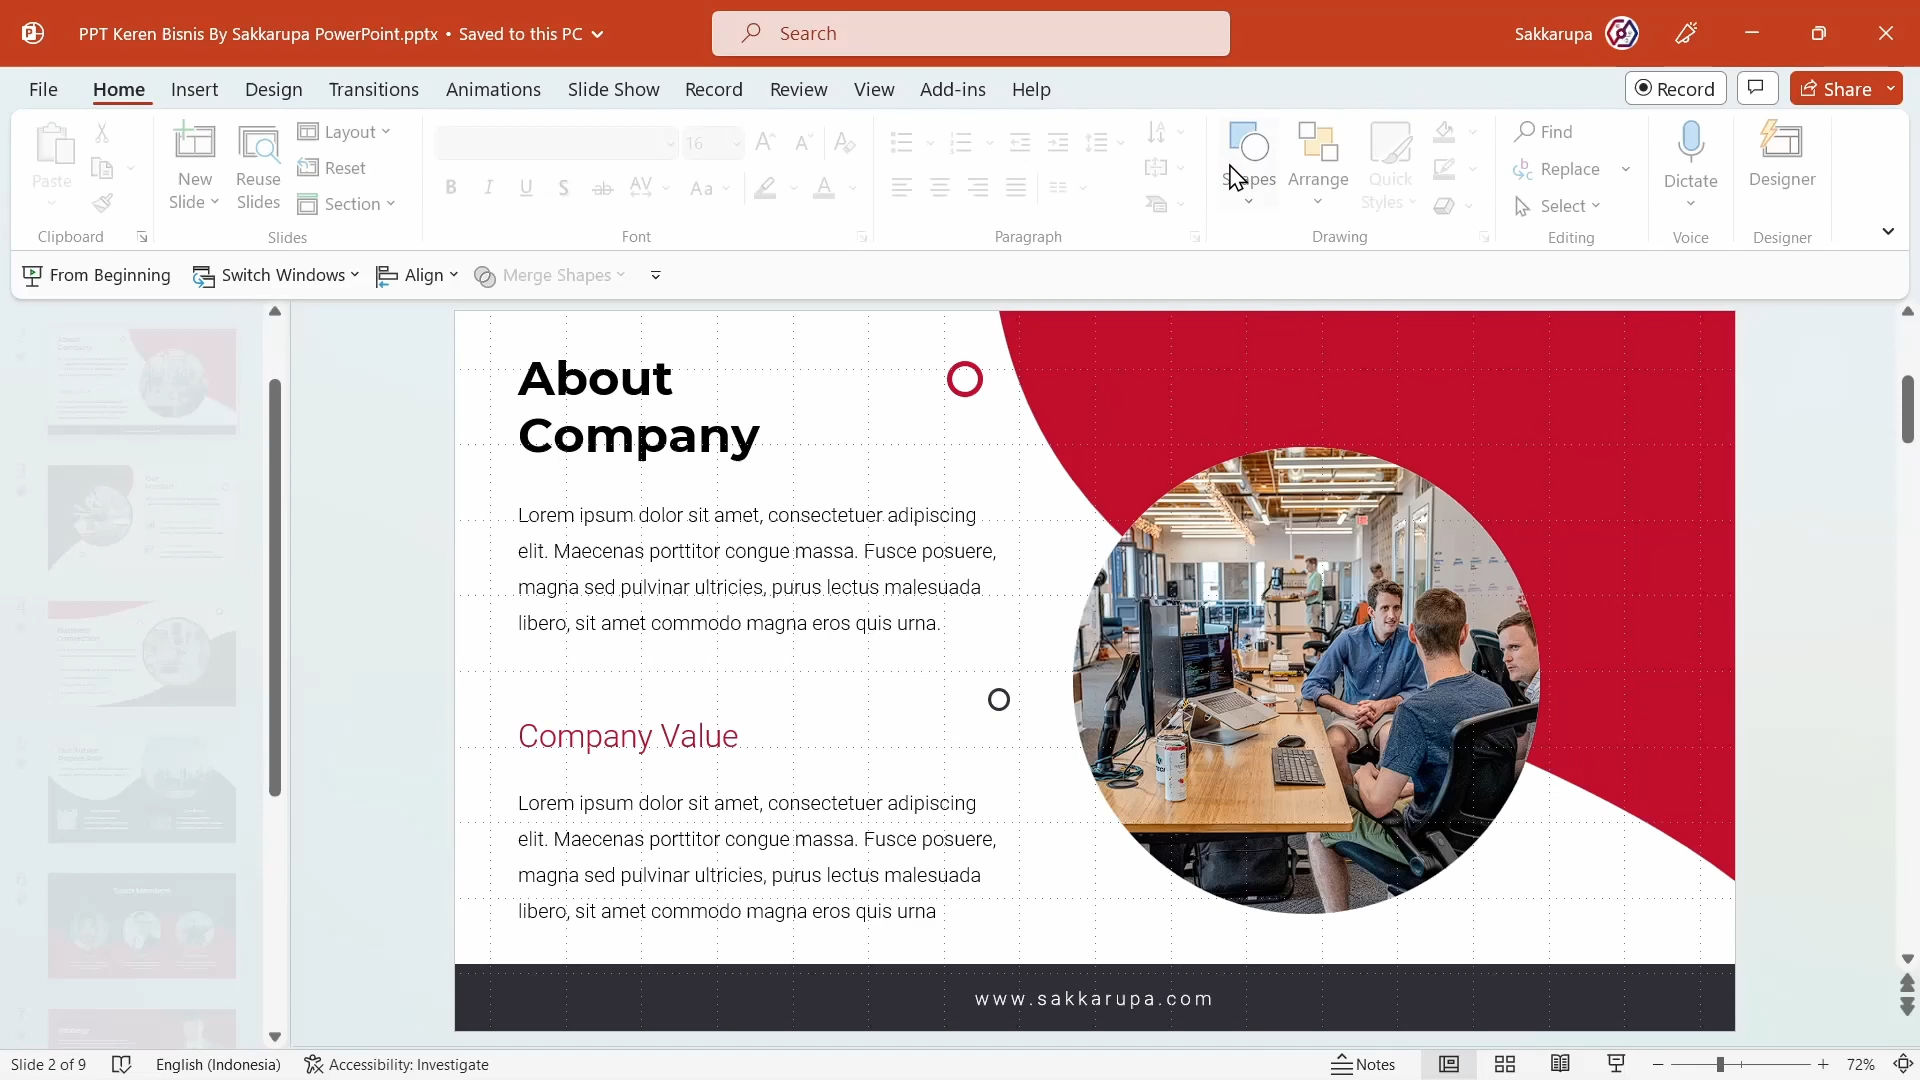 PPT Keren Bisnis By Sakkarupa PowerPoint.pptx • Saved to this PC
Search
Sakkarupa
File Home Insert Design Transitions Animations Slide Show Record Review View Add-ins Help
Record
Share
Paste
New Slide
Reuse Slides
Layout
Reset
Section
16
Shapes
Arrange
Quick Styles
Find
Replace
Select
Dictate
Designer
Clipboard
Slides
Font
Paragraph
Drawing
Editing
Voice
Designer
From Beginning
Switch Windows
Align
Merge Shapes
About
Company
Lorem ipsum dolor sit amet, consectetuer adipiscing
elit. Maecenas porttitor congue massa. Fusce posuere,
magna sed pulvinar ultricies, purus lectus malesuada
libero, sit amet commodo magna eros quis urna.
Company Value
Lorem ipsum dolor sit amet, consectetuer adipiscing
elit. Maecenas porttitor congue massa. Fusce posuere,
magna sed pulvinar ultricies, purus lectus malesuada
libero, sit amet commodo magna eros quis urna
www.sakkarupa.com
Slide 2 of 9
English (Indonesia)
Accessibility: Investigate
Notes
72%